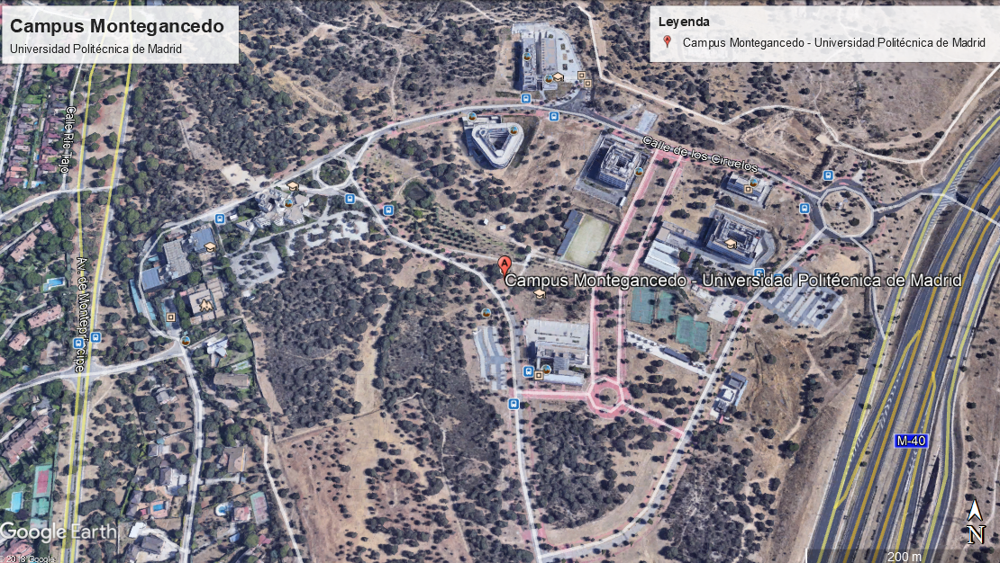 Campus Montegancedo
Universidad Politécnica de Madrid
Leyenda
Campus Montegancedo - Universidad Politécnica de Madrid
Calle Río Tajo
Calle de los Ciruelos
A
Campus Montegancedo - Universidad Politécnica de Madrid
Av. de Montepríncipe
M-40
Google Earth
© 2018 Google
N
200 m